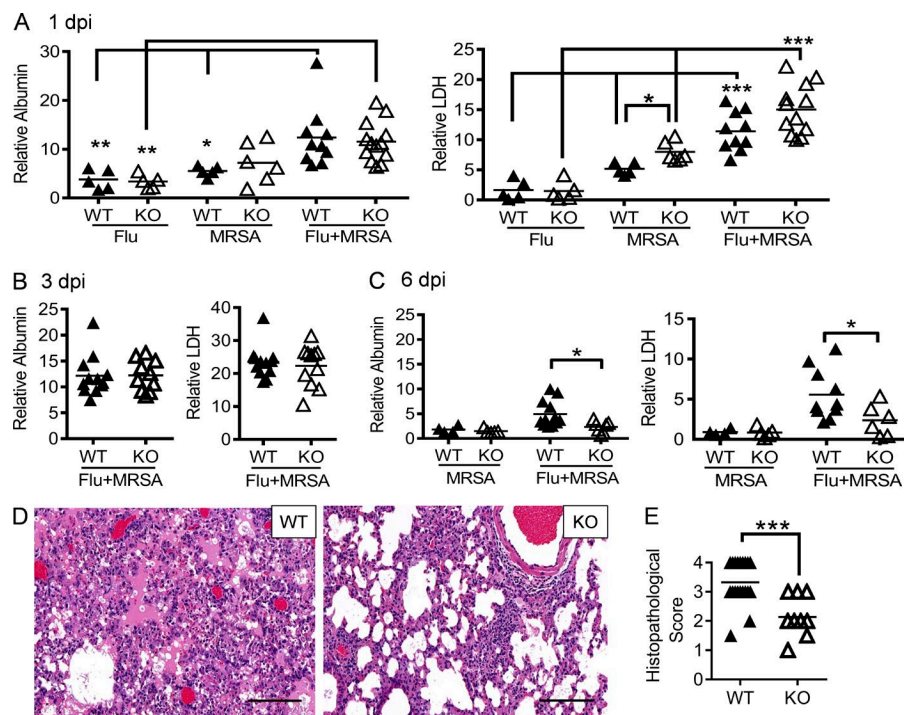 A 1 dpi
Relative Albumin
30
20
10
0
** ** *
WT KO WT KO WT KO
Flu MRSA Flu+MRSA
Relative LDH
25
20
15
10
5
0
* *** ***
WT KO WT KO WT KO
Flu MRSA Flu+MRSA
B 3 dpi
Relative Albumin
25
20
15
10
5
0
WT KO
Flu+MRSA
Relative LDH
40
30
20
10
0
WT KO
Flu+MRSA
C 6 dpi
Relative Albumin
25
20
15
10
5
0
*
WT KO WT KO
MRSA Flu+MRSA
Relative LDH
15
10
5
0
*
WT KO WT KO
MRSA Flu+MRSA
D
WT
KO
E
Histopathological
Score
4
3
2
1
0
***
WT KO